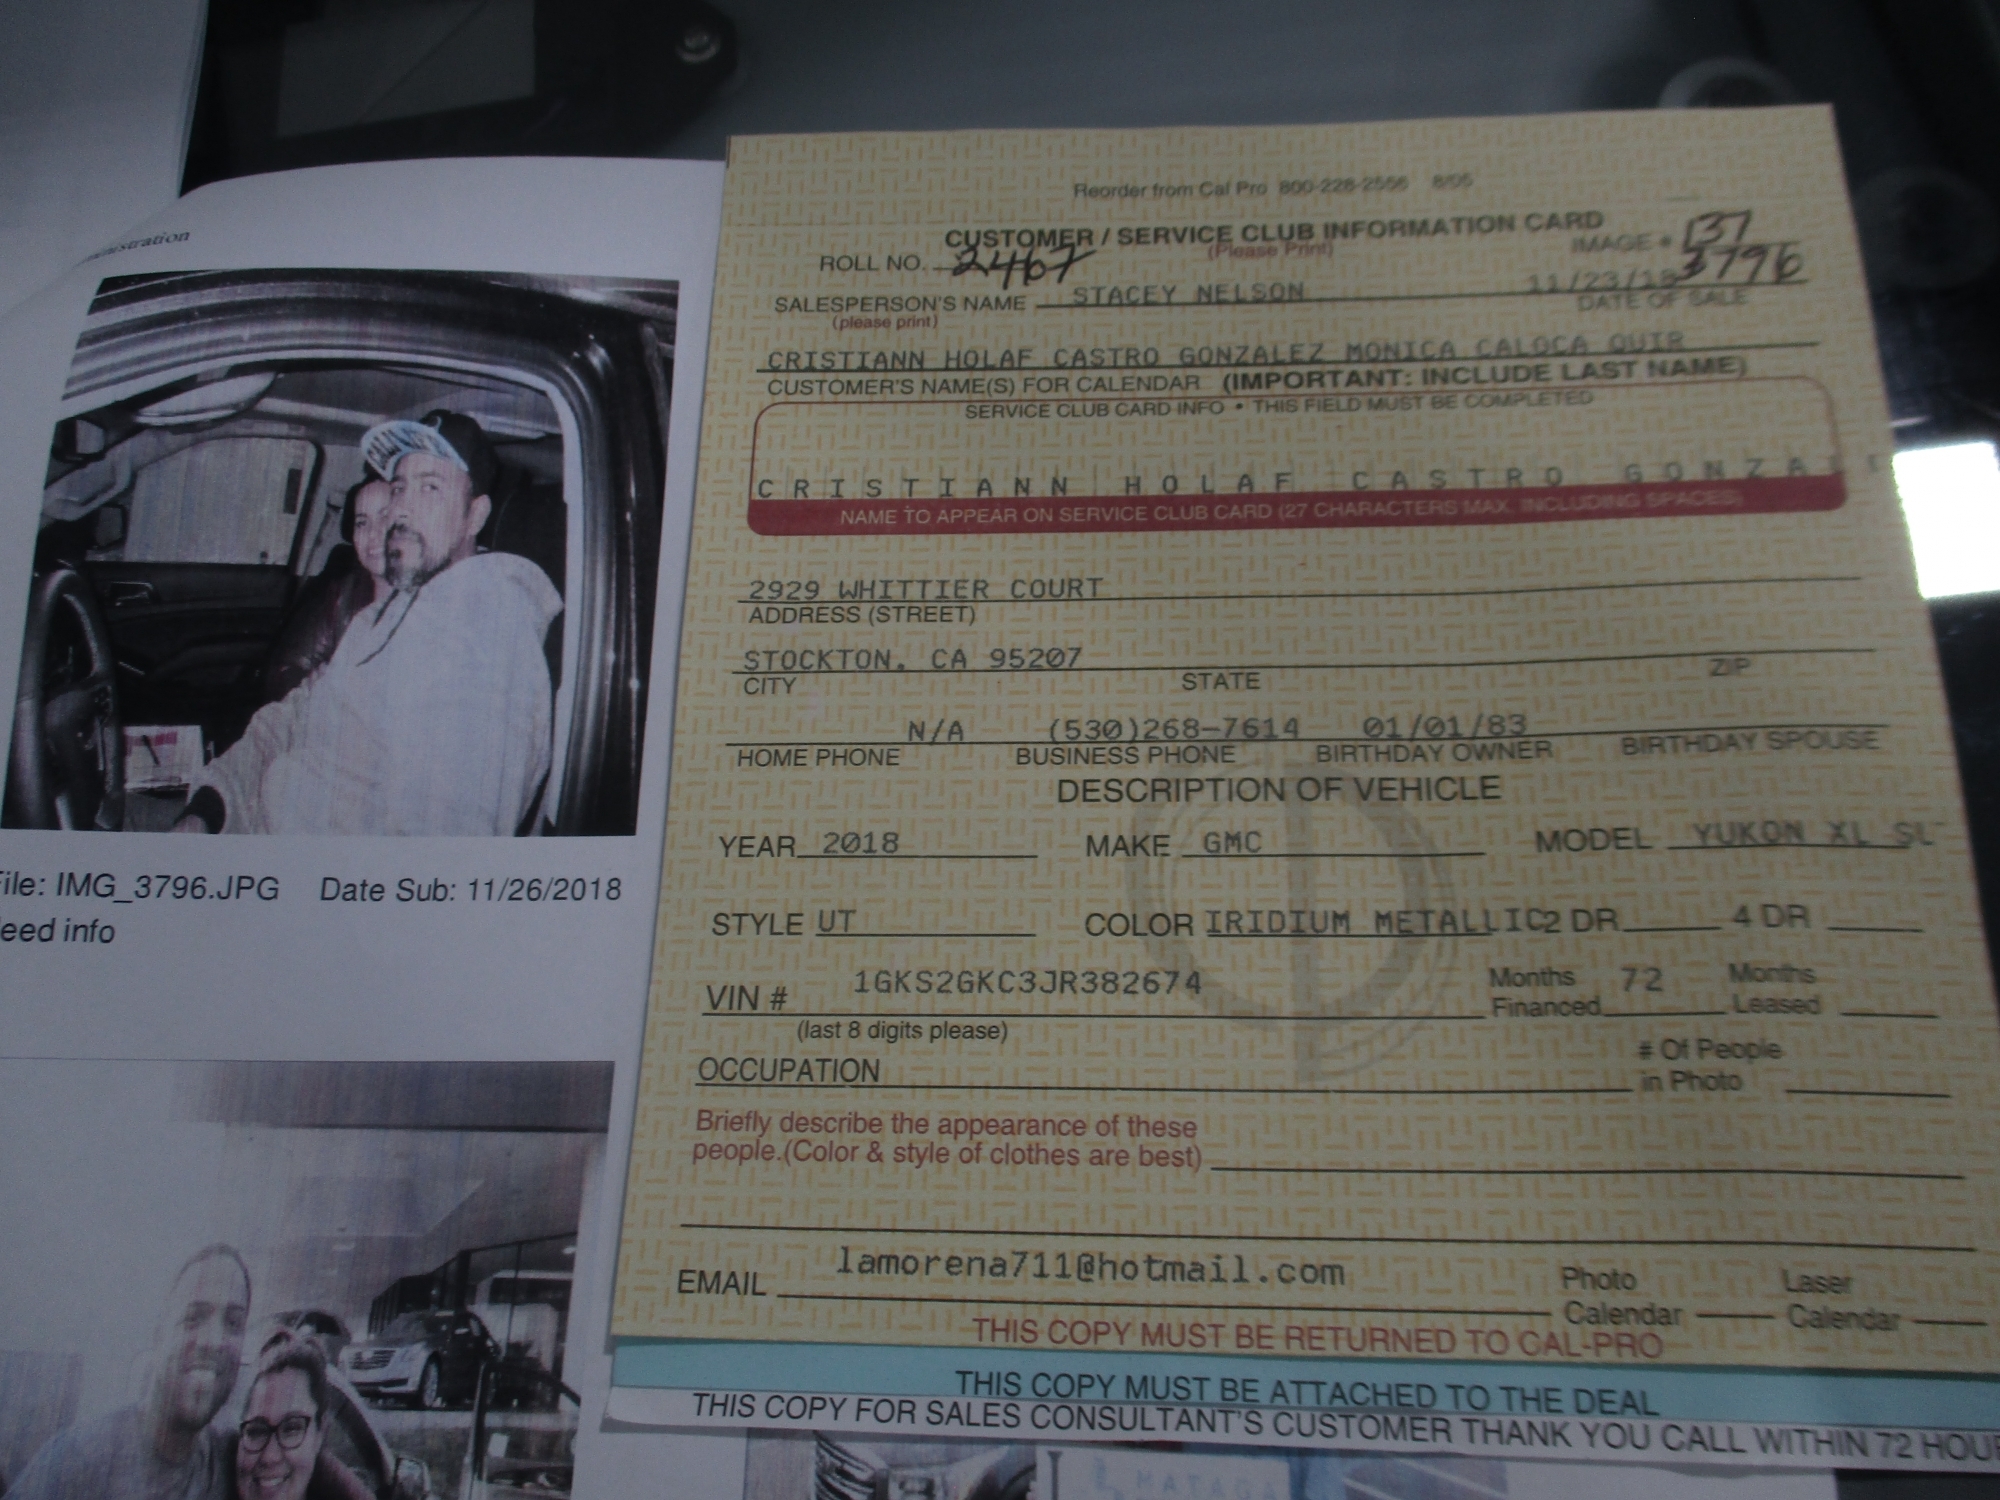 File: IMG_3796.JPG Date Sub: 11/26/2018
eed info
Reorder from Cal Pro 800-228-2556 8/05
CUSTOMER / SERVICE CLUB INFORMATION CARD
(Please Print)
ROLL NO. 2467
IMAGE # 137
3796
SALESPERSON'S NAME STACEY NELSON 11/23/18
(please print) DATE OF SALE
CRISTIANN HOLAF CASTRO GONZALEZ MONICA CALOCA QUIR
CUSTOMER'S NAME(S) FOR CALENDAR (IMPORTANT: INCLUDE LAST NAME)
SERVICE CLUB CARD INFO • THIS FIELD MUST BE COMPLETED
CRISTIANN HOLAF CASTRO GONZA
NAME TO APPEAR ON SERVICE CLUB CARD (27 CHARACTERS MAX. INCLUDING SPACES)
2929 WHITTIER COURT
ADDRESS (STREET)
STOCKTON, CA 95207
CITY STATE ZIP
N/A (530)268-7614 01/01/83
HOME PHONE BUSINESS PHONE BIRTHDAY OWNER BIRTHDAY SPOUSE
DESCRIPTION OF VEHICLE
YEAR 2018 MAKE GMC MODEL YUKON XL SL
STYLE UT COLOR IRIDIUM METALLIC 2 DR 4 DR
VIN # 1GKS2GKC3JR382674 Months Financed 72 Months Leased
(last 8 digits please)
OCCUPATION # Of People in Photo
Briefly describe the appearance of these
people.(Color & style of clothes are best)
EMAIL lamorena711@hotmail.com Photo Calendar Laser Calendar
THIS COPY MUST BE RETURNED TO CAL-PRO
THIS COPY MUST BE ATTACHED TO THE DEAL
THIS COPY FOR SALES CONSULTANT'S CUSTOMER THANK YOU CALL WITHIN 72 HOU